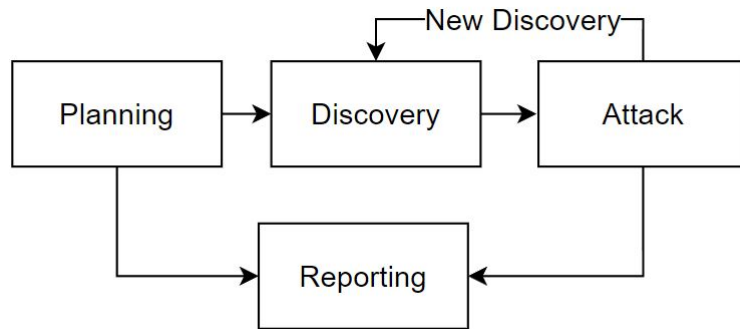 New Discovery
Planning
Discovery
Attack
Reporting